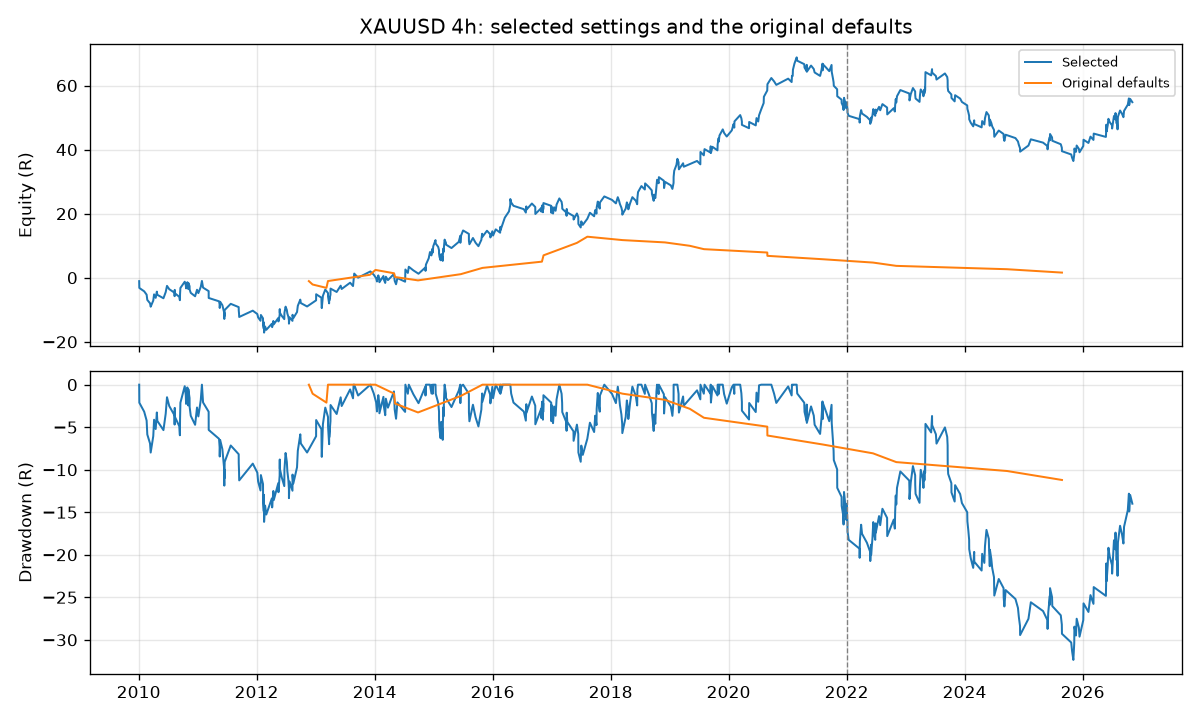 XAUUSD 4h: selected settings and the original defaults
Selected
Original defaults
Equity (R)
60
40
20
0
−20
Drawdown (R)
0
−5
−10
−15
−20
−25
−30
2010 2012 2014 2016 2018 2020 2022 2024 2026